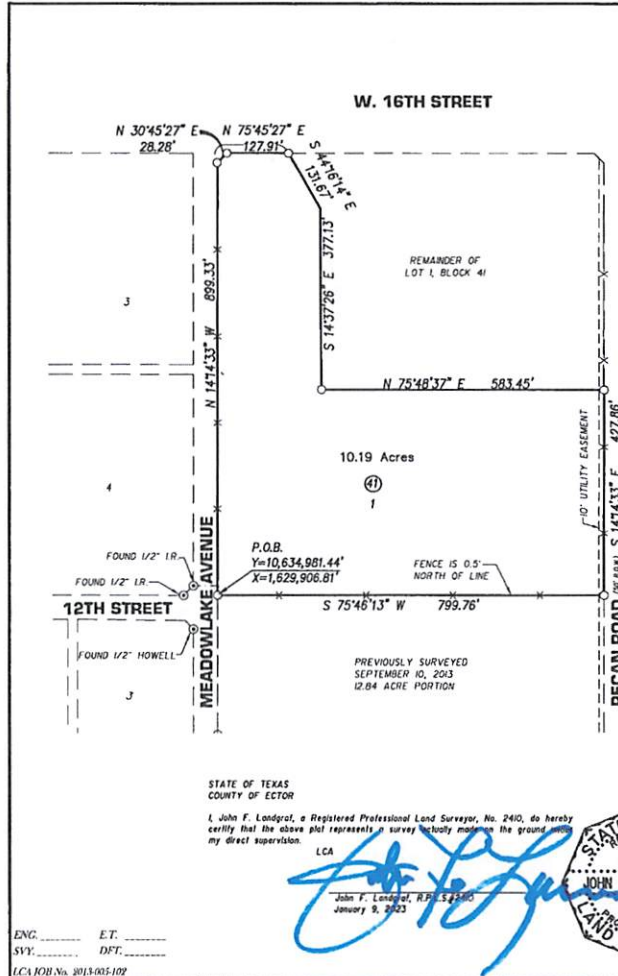 W. 16TH STREET
N 30°45'27" E
28.28'
N 75°45'27" E
127.91'
S 44°16'14" E
131.67'
S 14°37'26" E 377.13'
REMAINDER OF
LOT 1, BLOCK 41
3
N 14°14'33" W 899.33'
N 75°48'37" E 583.45'
427.86'
S 14°14'33" E
10' UTILITY EASEMENT
10.19 Acres
41
1
4
MEADOWLAKE AVENUE
P.O.B.
Y=10,634,981.44'
X=1,629,906.81'
FOUND 1/2" I.R.
FOUND 1/2" I.R.
FENCE IS 0.5'
NORTH OF LINE
12TH STREET
S 75°46'13" W 799.76'
PECAN ROAD
FOUND 1/2" HOWELL
PREVIOUSLY SURVEYED
SEPTEMBER 10, 2013
12.84 ACRE PORTION
3
STATE OF TEXAS
COUNTY OF ECTOR
I, John F. Landgraf, a Registered Professional Land Surveyor, No. 2410, do hereby
certify that the above plat represents a survey actually made on the ground under
my direct supervision.
LCA
John F. Landgraf, R.P.L.S. #2410
January 9, 2023
STATE
JOHN
LAND
ENG. E.T.
SVY. DFT.
LCA JOB No. 2013-005-102